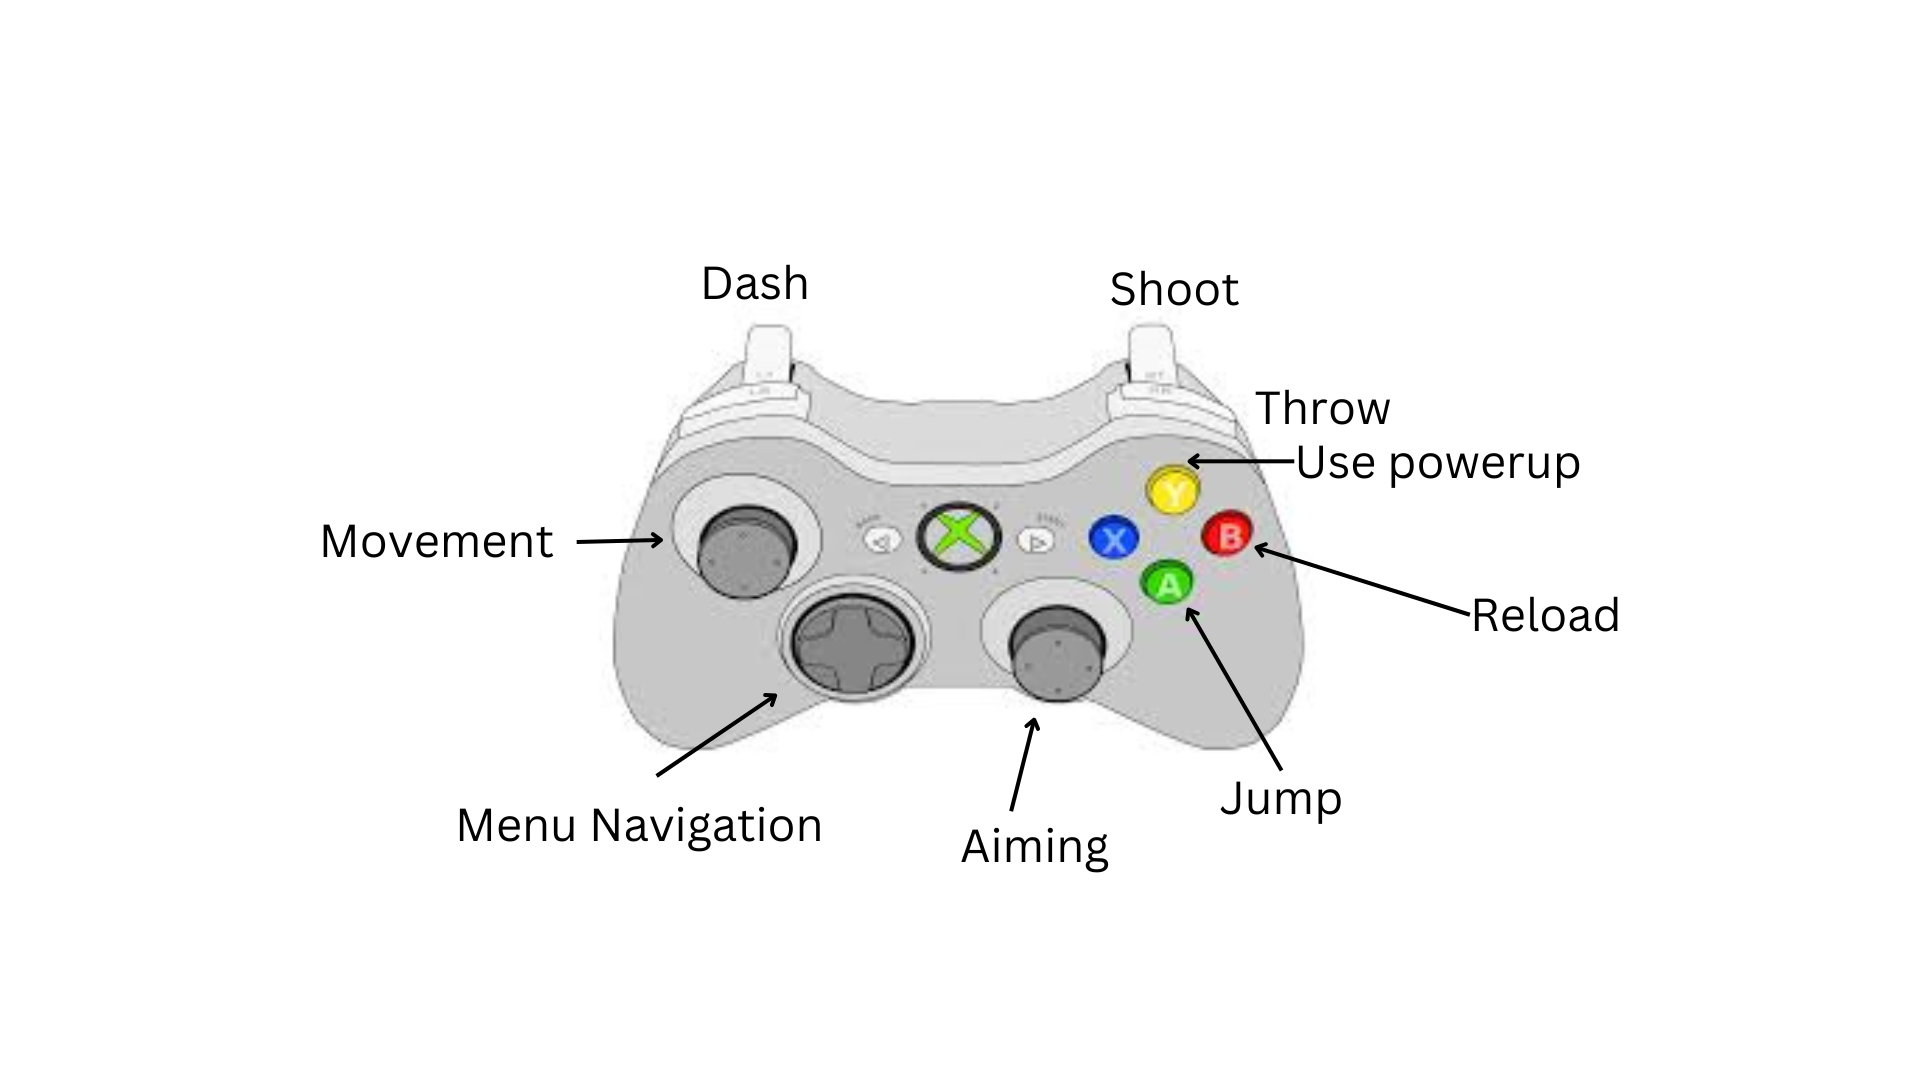 Dash
Shoot
Throw
Use powerup
Movement
Y
X
B
A
Reload
Jump
Menu Navigation
Aiming